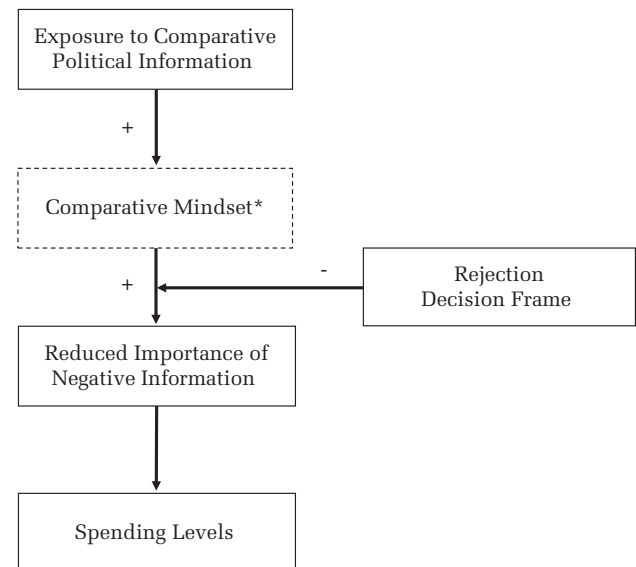 Exposure to Comparative
Political Information
+
Comparative Mindset*
+
-
Rejection
Decision Frame
Reduced Importance of
Negative Information
Spending Levels